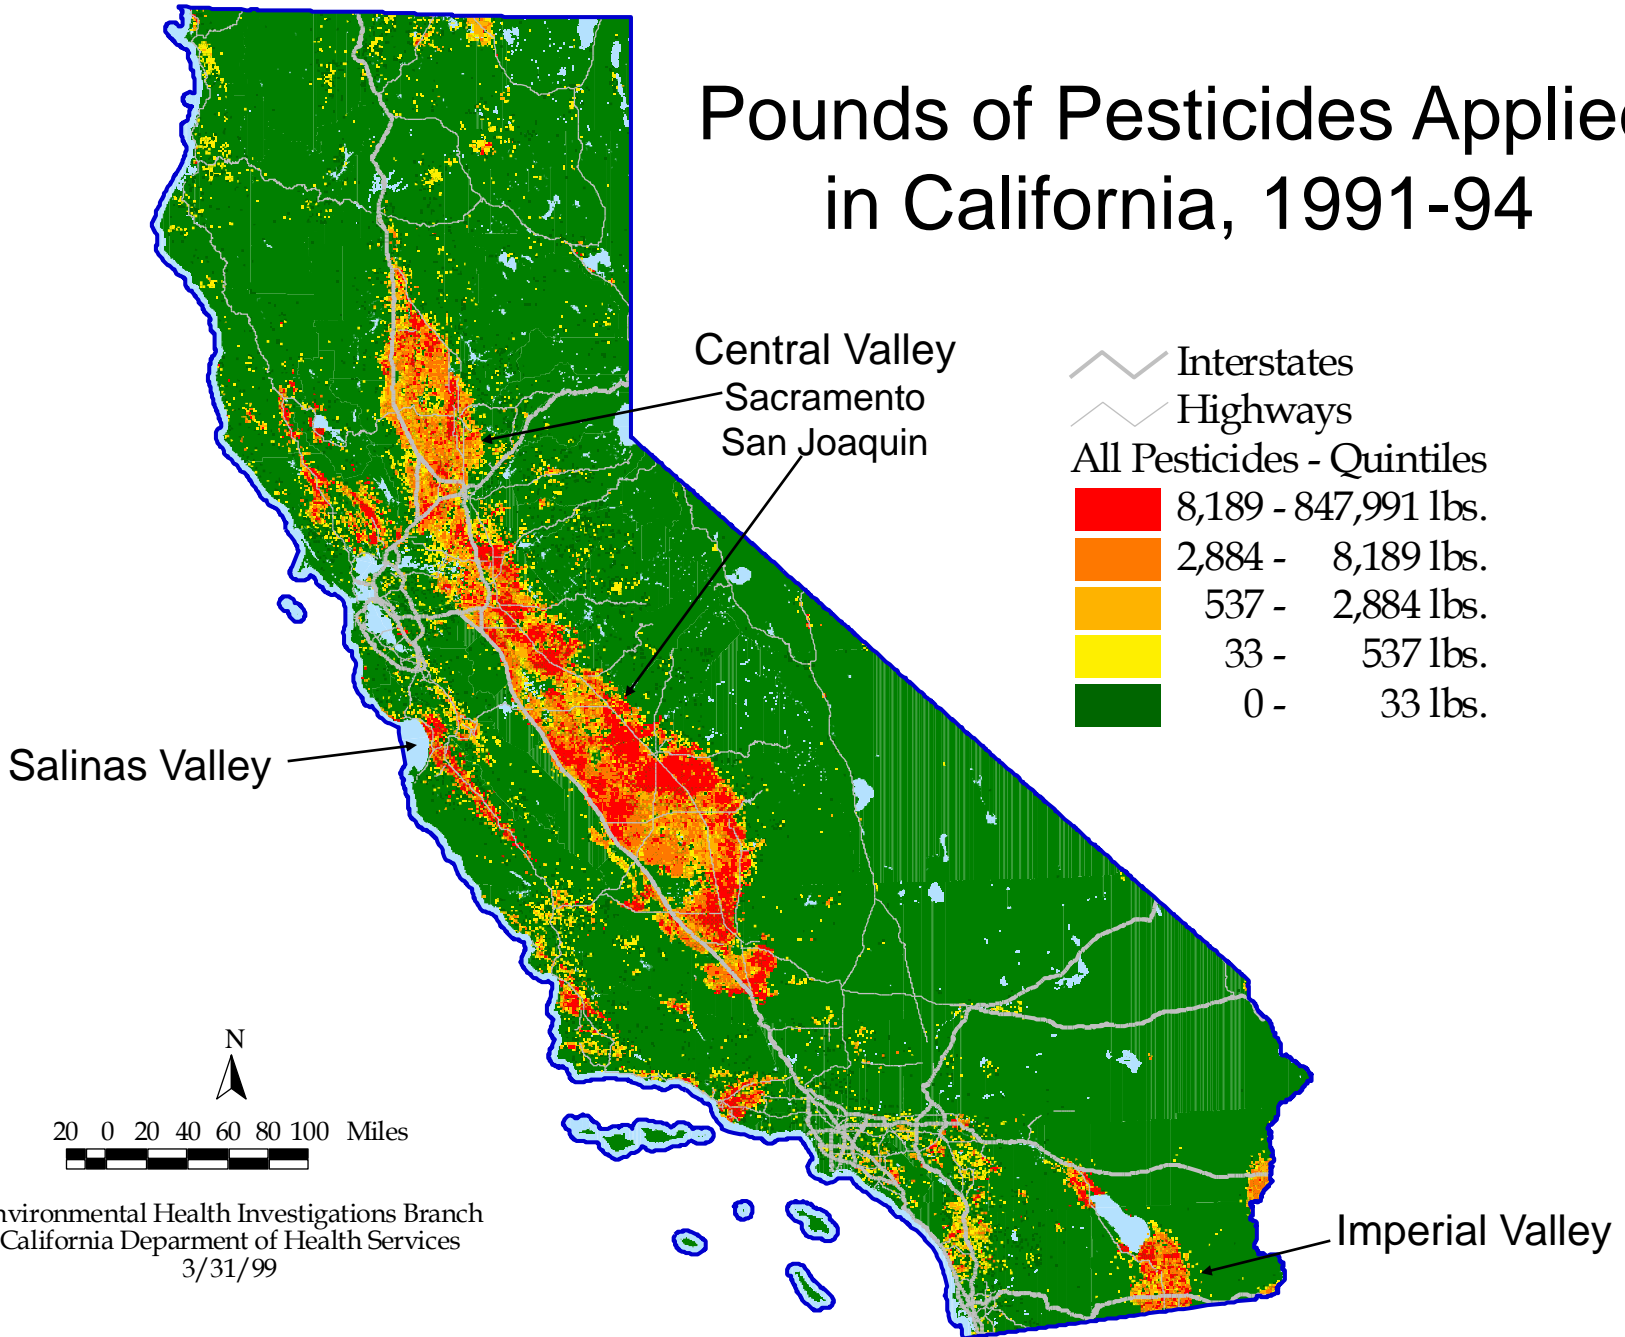 Pounds of Pesticides Applie
in California, 1991-94
Central Valley
Sacramento
San Joaquin
Interstates
Highways
All Pesticides - Quintiles
8,189 - 847,991 lbs.
2,884 - 8,189 lbs.
537 - 2,884 lbs.
33 - 537 lbs.
0 - 33 lbs.
Salinas Valley
N
20 0 20 40 60 80 100 Miles
nvironmental Health Investigations Branch
California Deparment of Health Services
3/31/99
Imperial Valley